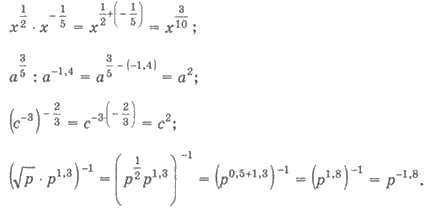 x^{\frac{1}{2}} \cdot x^{-\frac{1}{5}} = x^{\frac{1}{2}+\left(-\frac{1}{5}\right)} = x^{\frac{3}{10}};
a^{\frac{3}{5}} : a^{-1,4} = a^{\frac{3}{5}-(-1,4)} = a^{2};
\left(c^{-3}\right)^{-\frac{2}{3}} = c^{-3\cdot\left(-\frac{2}{3}\right)} = c^{2};
\left(\sqrt{p} \cdot p^{1,3}\right)^{-1} = \left(p^{\frac{1}{2}} p^{1,3}\right)^{-1} = \left(p^{0,5+1,3}\right)^{-1} = \left(p^{1,8}\right)^{-1} = p^{-1,8}.